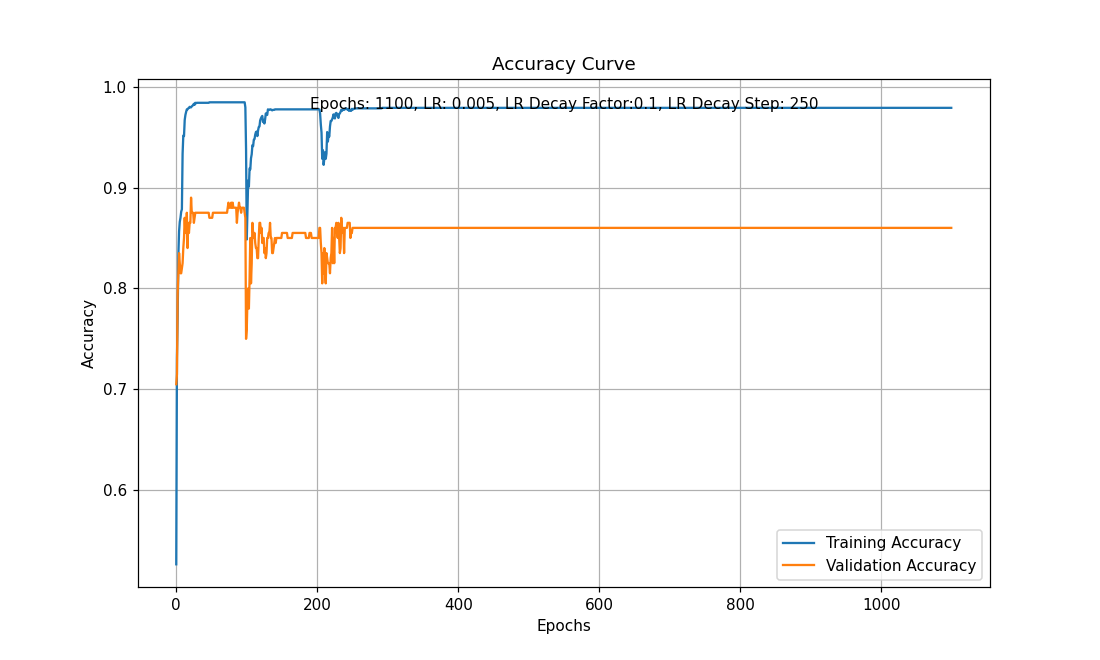 Accuracy Curve
Epochs: 1100, LR: 0.005, LR Decay Factor:0.1, LR Decay Step: 250
1.0
0.9
0.8
0.7
0.6
Accuracy
0
200
400
600
800
1000
Epochs
Training Accuracy
Validation Accuracy